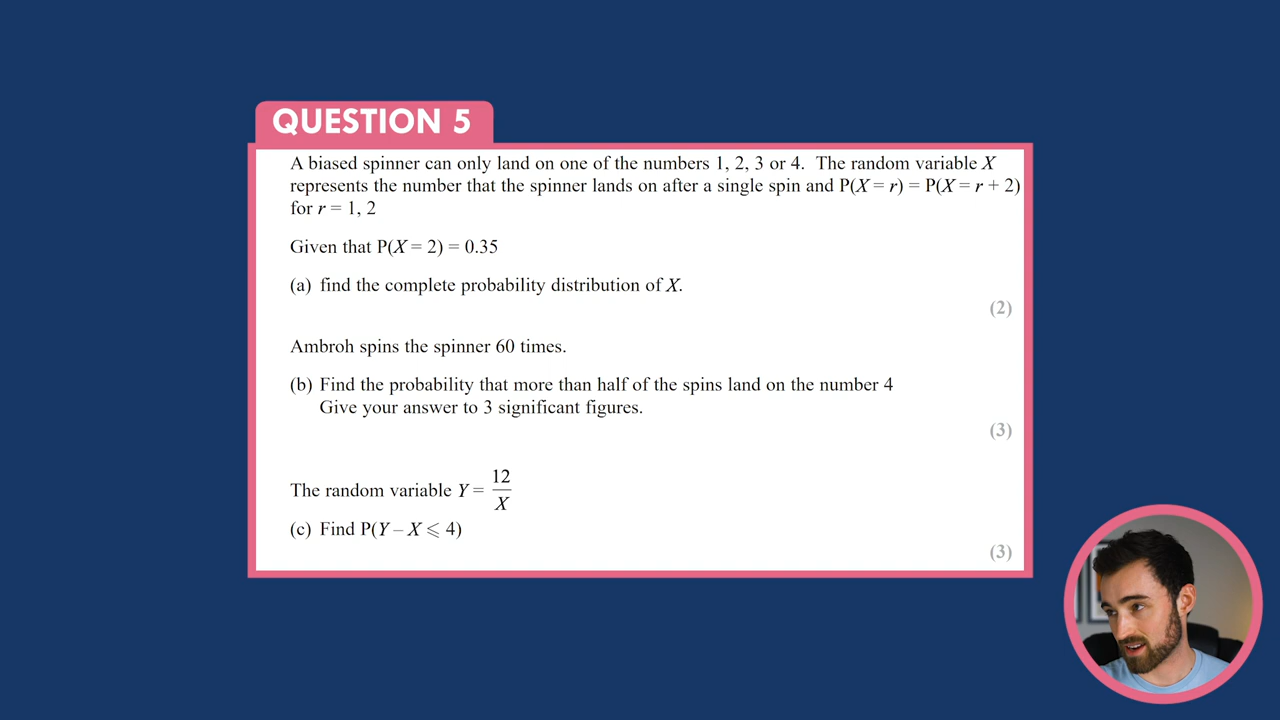 QUESTION 5
A biased spinner can only land on one of the numbers 1, 2, 3 or 4. The random variable X
represents the number that the spinner lands on after a single spin and P(X = r) = P(X = r + 2)
for r = 1, 2
Given that P(X = 2) = 0.35
(a) find the complete probability distribution of X.
(2)
Ambroh spins the spinner 60 times.
(b) Find the probability that more than half of the spins land on the number 4
Give your answer to 3 significant figures.
(3)
The random variable Y = 12/X
(c) Find P(Y – X ⩽ 4)
(3)